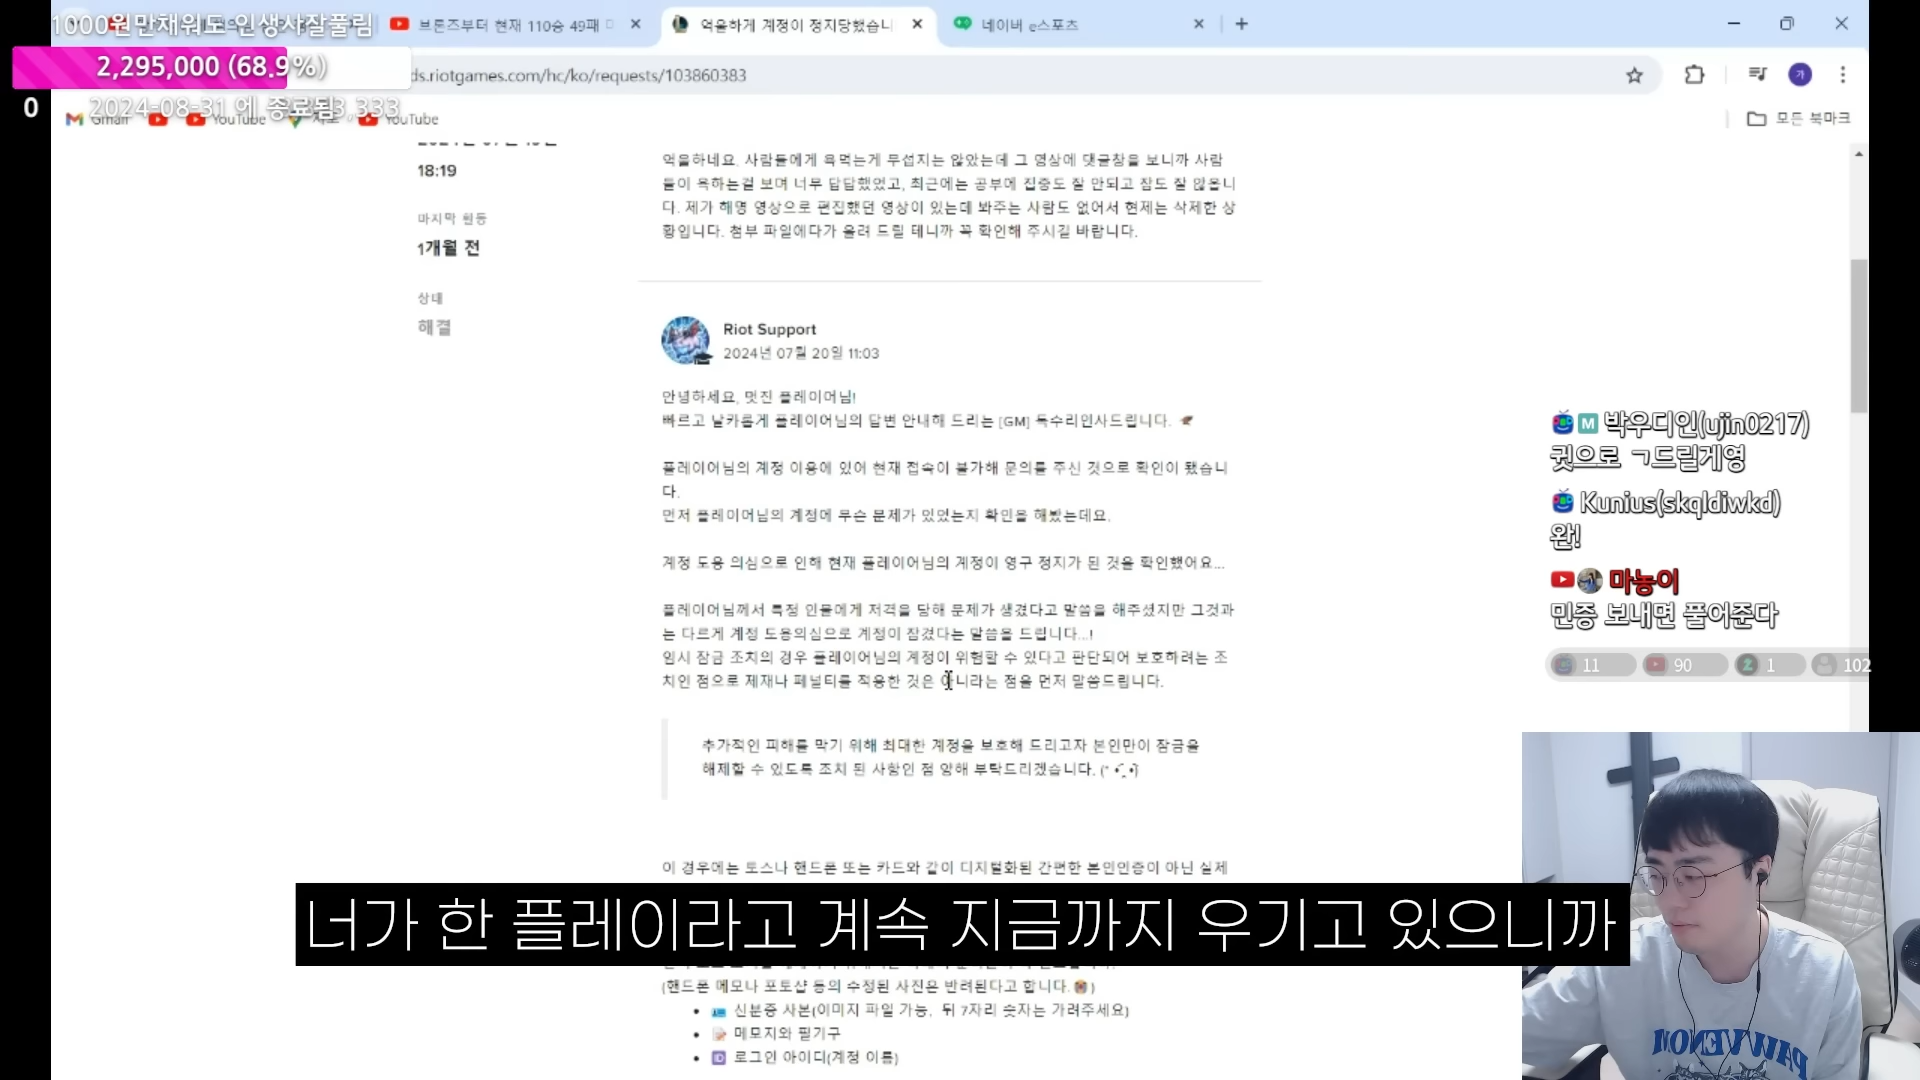 1000원만채워도 인생사잘풀림
브론즈부터 현재 110승 49패
억울하게 계정이 정지당했습니
네이버 e스포츠
2,295,000 (68.9%)
ds.riotgames.com/hc/ko/requests/103860383
0
2024-08-31 에 종료됨3,333
Gmail
YouTube
지도
YouTube
모든 북마크
18:19
마지막 활동
1개월 전
상태
해결
억울하네요. 사람들에게 욕먹는게 무섭지는 않았는데 그 영상에 댓글창을 보니까 사람
들이 욕하는걸 보며 너무 답답했었고, 최근에는 공부에 집중도 잘 안되고 잠도 잘 않옵니
다. 제가 해명 영상으로 편집했던 영상이 있는데 봐주는 사람도 없어서 현제는 삭제한 상
황입니다. 첨부 파일에다가 올려 드릴 테니까 꼭 확인해 주시길 바랍니다.
Riot Support
2024년 07월 20일 11:03
안녕하세요, 멋진 플레이어님!
빠르고 날카롭게 플레이어님의 답변 안내해 드리는 [GM] 독수리인사드립니다. 🦅
플레이어님의 계정 이용에 있어 현재 접속이 불가해 문의를 주신 것으로 확인이 됐습니
다.
먼저 플레이어님의 계정에 무슨 문제가 있었는지 확인을 해봤는데요.
계정 도용 의심으로 인해 현재 플레이어님의 계정이 영구 정지가 된 것을 확인했어요...
플레이어님께서 특정 인물에게 저격을 당해 문제가 생겼다고 말씀을 해주셨지만 그것과
는 다르게 계정 도용의심으로 계정이 잠겼다는 말씀을 드립니다...!
임시 잠금 조치의 경우 플레이어님의 계정이 위험할 수 있다고 판단되어 보호하려는 조
치인 점으로 제재나 페널티를 적용한 것은 아니라는 점을 먼저 말씀드립니다.
추가적인 피해를 막기 위해 최대한 계정을 보호해 드리고자 본인만이 잠금을
해제할 수 있도록 조치 된 사항인 점 양해 부탁드리겠습니다.
이 경우에는 토스나 핸드폰 또는 카드와 같이 디지털화된 간편한 본인인증이 아닌 실제
너가 한 플레이라고 계속 지금까지 우기고 있으니까
(핸드폰 메모나 포토샵 등의 수정된 사진은 반려된다고 합니다. )
• 🪪 신분증 사본(이미지 파일 가능, 뒤 7자리 숫자는 가려주세요)
• 📝 메모지와 필기구
• 🆔 로그인 아이디(계정 이름)
M 박우디인(ujin0217)
귓으로 ㄱ드릴게영
Kunius(skqldiwkd)
완!
마농이
민증 보내면 풀어준다
11
90
1
102